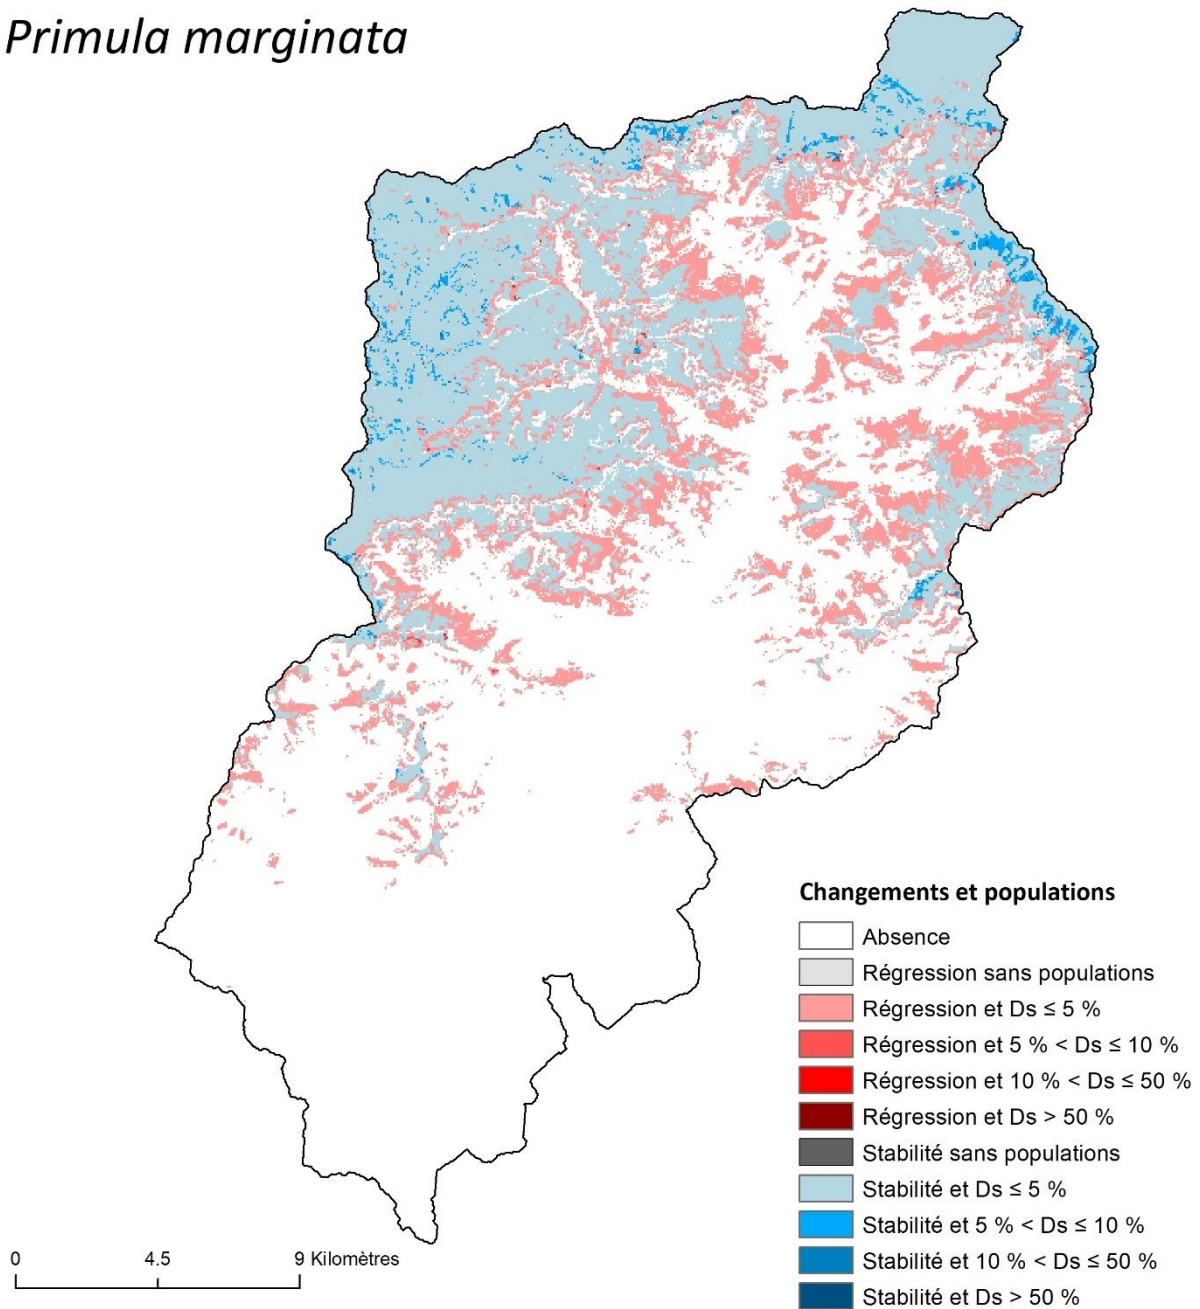 Primula marginata
Changements et populations
Absence
Régression sans populations
Régression et Ds ≤ 5 %
Régression et 5 % < Ds ≤ 10 %
Régression et 10 % < Ds ≤ 50 %
Régression et Ds > 50 %
Stabilité sans populations
Stabilité et Ds ≤ 5 %
Stabilité et 5 % < Ds ≤ 10 %
Stabilité et 10 % < Ds ≤ 50 %
Stabilité et Ds > 50 %
0 4.5 9 Kilomètres